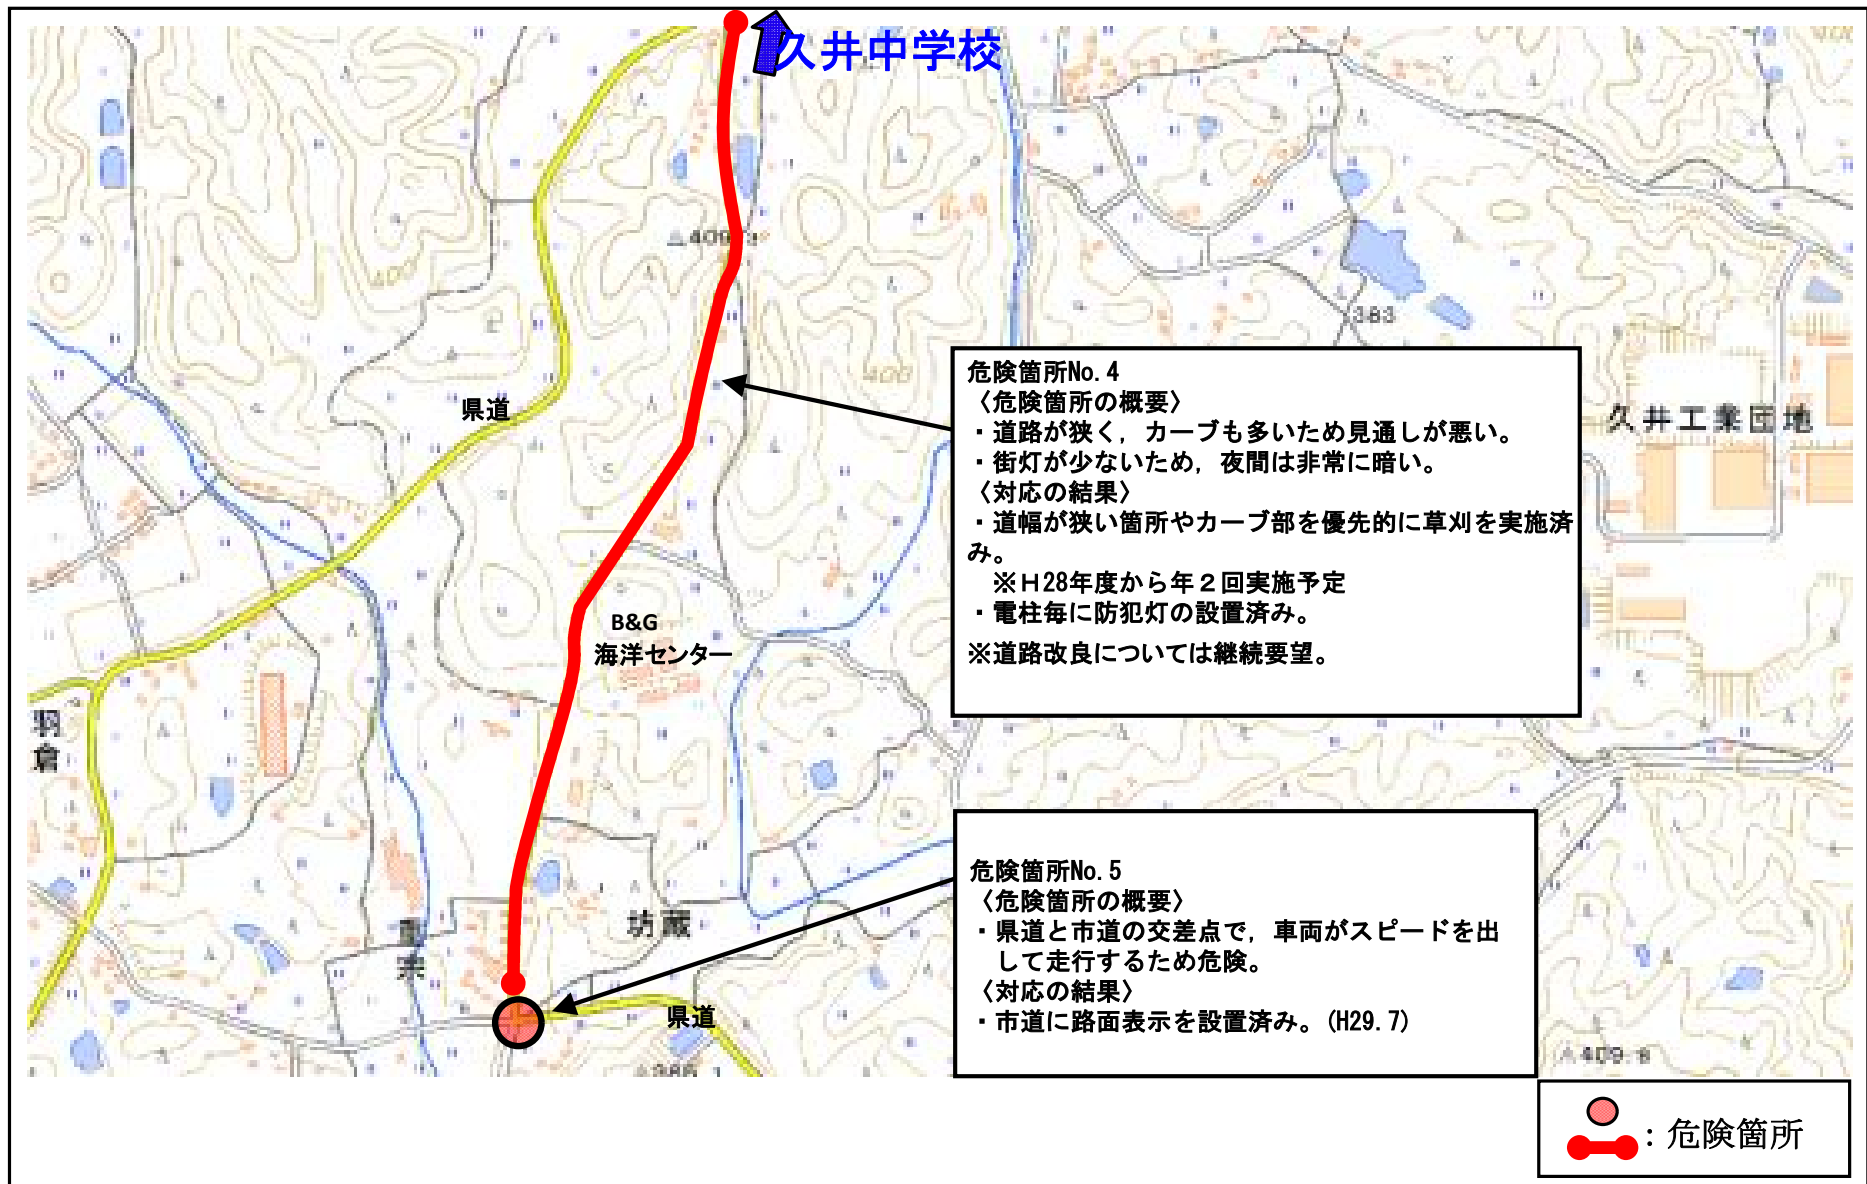 久井中学校
409.3
400
383
400
県道
久井工業団地
危険箇所No.4
〈危険箇所の概要〉
・道路が狭く，カーブも多いため見通しが悪い。
・街灯が少ないため，夜間は非常に暗い。
〈対応の結果〉
・道幅が狭い箇所やカーブ部を優先的に草刈を実施済
み。
※Ｈ28年度から年２回実施予定
・電柱毎に防犯灯の設置済み。
※道路改良については継続要望。
B&G
海洋センター
羽倉
坊蔵
危険箇所No.5
〈危険箇所の概要〉
・県道と市道の交差点で，車両がスピードを出
して走行するため危険。
〈対応の結果〉
・市道に路面表示を設置済み。(H29.7)
県道
409.8
：危険箇所